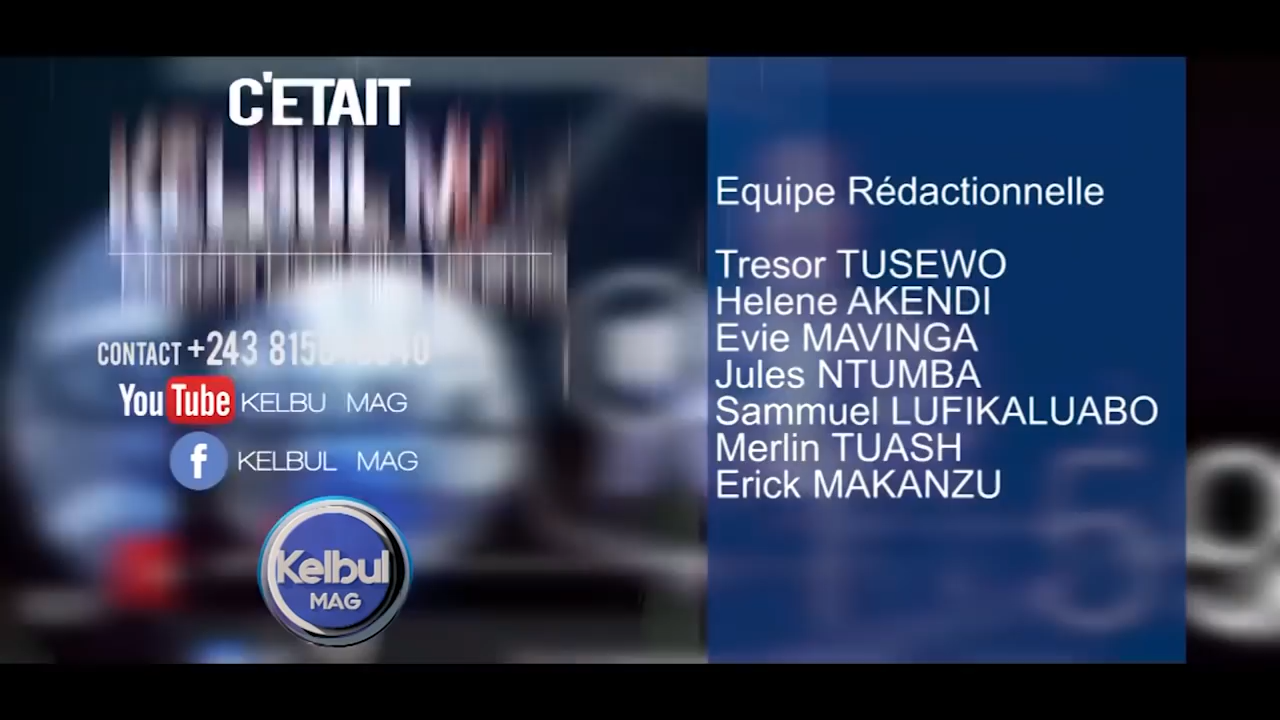 C'ETAIT
CONTACT +243
YouTube KELBU MAG
f KELBUL MAG
Kelbul
MAG
Equipe Rédactionnelle
Tresor TUSEWO
Helene AKENDI
Evie MAVINGA
Jules NTUMBA
Sammuel LUFIKALUABO
Merlin TUASH
Erick MAKANZU
59